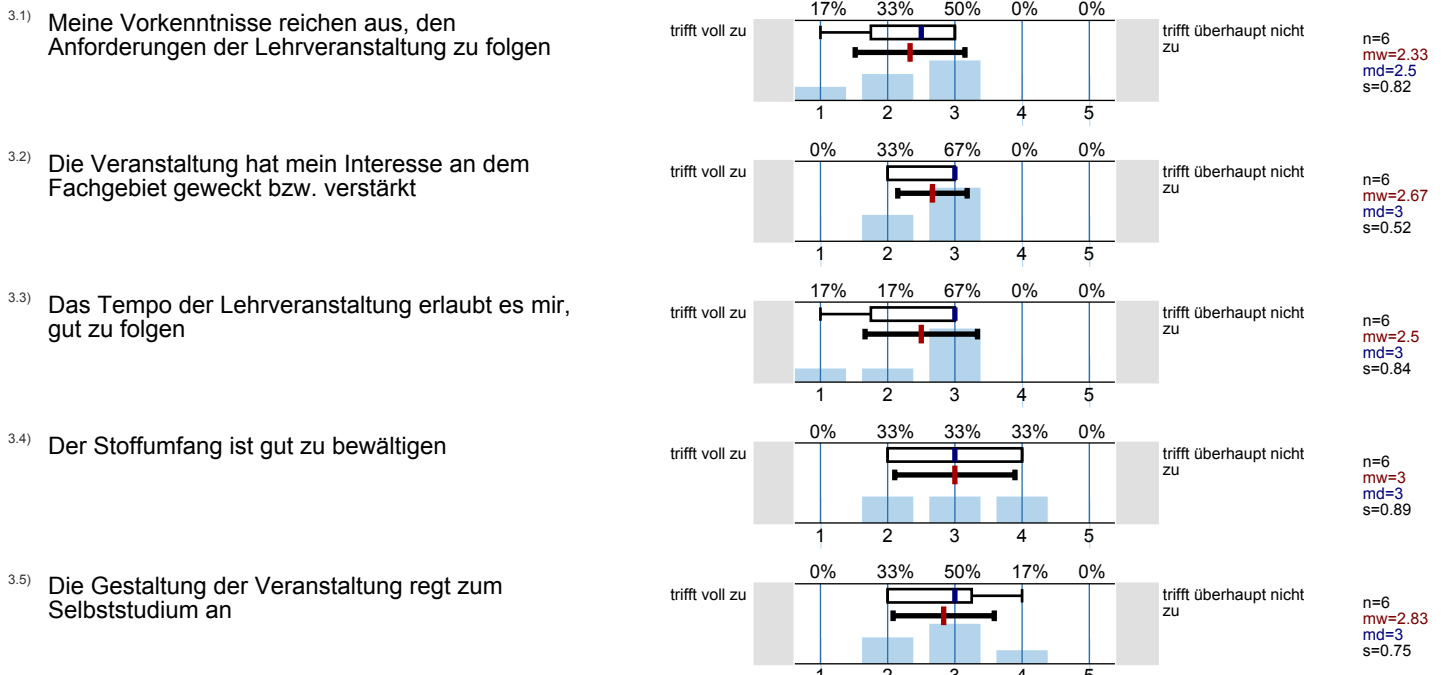 3.1) Meine Vorkenntnisse reichen aus, den
Anforderungen der Lehrveranstaltung zu folgen
17% 33% 50% 0% 0%
trifft voll zu
trifft überhaupt nicht
zu
n=6
mw=2.33
md=2.5
s=0.82
1 2 3 4 5
3.2) Die Veranstaltung hat mein Interesse an dem
Fachgebiet geweckt bzw. verstärkt
0% 33% 67% 0% 0%
trifft voll zu
trifft überhaupt nicht
zu
n=6
mw=2.67
md=3
s=0.52
1 2 3 4 5
3.3) Das Tempo der Lehrveranstaltung erlaubt es mir,
gut zu folgen
17% 17% 67% 0% 0%
trifft voll zu
trifft überhaupt nicht
zu
n=6
mw=2.5
md=3
s=0.84
1 2 3 4 5
3.4) Der Stoffumfang ist gut zu bewältigen
0% 33% 33% 33% 0%
trifft voll zu
trifft überhaupt nicht
zu
n=6
mw=3
md=3
s=0.89
1 2 3 4 5
3.5) Die Gestaltung der Veranstaltung regt zum
Selbststudium an
0% 33% 50% 17% 0%
trifft voll zu
trifft überhaupt nicht
zu
n=6
mw=2.83
md=3
s=0.75
1 2 3 4 5